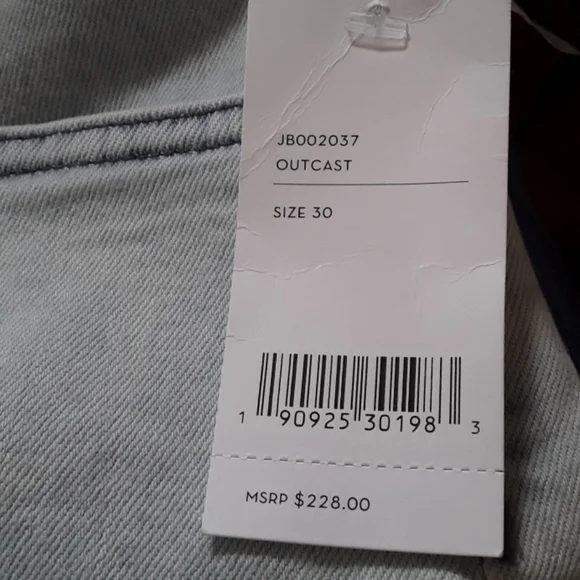 JB002037
OUTCAST
SIZE 30
1 90925 30198 3
MSRP $228.00